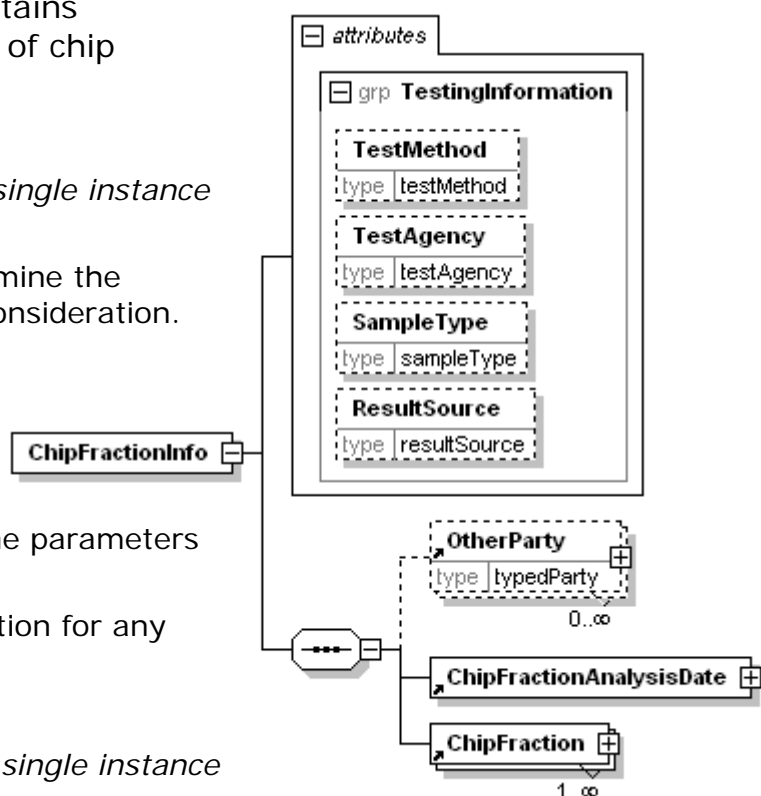 tains
of chip
single instance
mine the
onsideration.
ne parameters
tion for any
single instance
attributes
grp TestingInformation
TestMethod
type testMethod
TestAgency
type testAgency
SampleType
type sampleType
ResultSource
type resultSource
ChipFractionInfo
OtherParty
type typedParty
0..∞
ChipFractionAnalysisDate
ChipFraction
1..∞